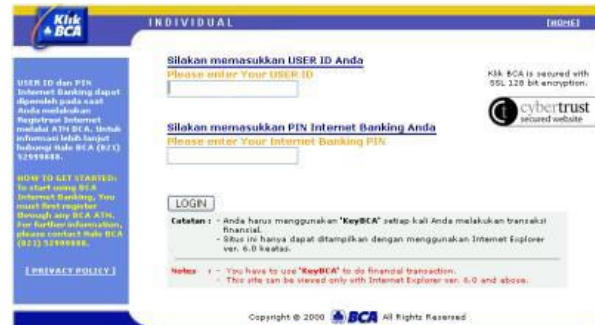 Klik
BCA
INDIVIDUAL
[HOME]
Silakan memasukkan USER ID Anda
Please enter Your USER ID
Klik BCA is secured with
SSL 128 bit encryption.
cybertrust
secured website
USER ID dan PIN
Internet Banking dapat
diperoleh pada saat
Anda melakukan
Registrasi Internet
melalui ATM BCA. Untuk
informasi lebih lanjut
hubungi Halo BCA (021)
52999888.
Silakan memasukkan PIN Internet Banking Anda
Please enter Your Internet Banking PIN
HOW TO GET STARTED:
To start using BCA
Internet Banking, You
must first register
through any BCA ATM.
For further information,
please contact Halo BCA
(021) 52999888.
[ PRIVACY POLICY ]
LOGIN
Catatan : - Anda harus menggunakan "KeyBCA" setiap kali Anda melakukan transaksi
finansial.
- Situs ini hanya dapat ditampilkan dengan menggunakan Internet Explorer
ver. 6.0 keatas.
Notes : - You have to use "KeyBCA" to do financial transaction.
- This site can be viewed only with Internet Explorer ver. 6.0 and above.
Copyright © 2000 BCA All Rights Reserved